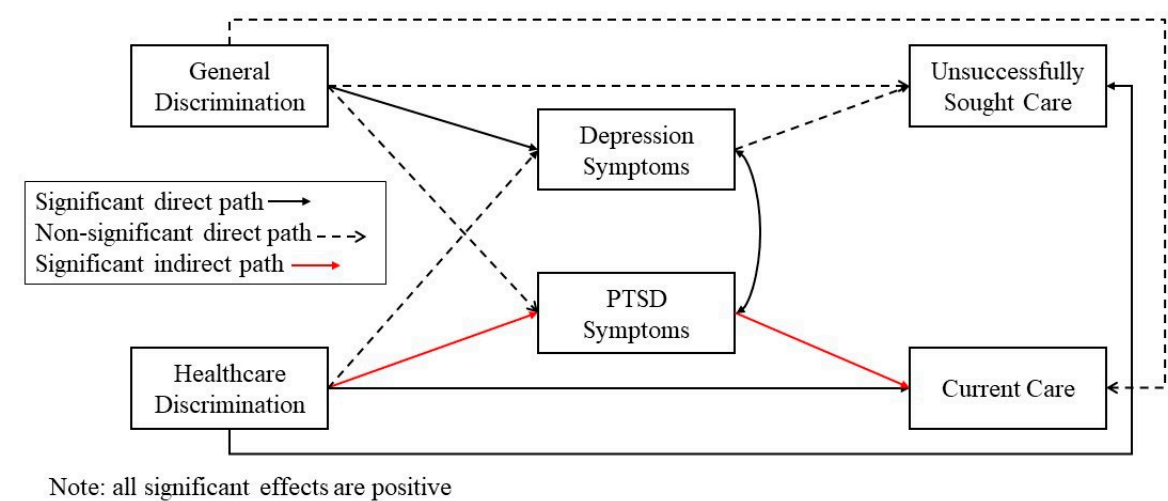 General
Discrimination
Unsuccessfully
Sought Care
Depression
Symptoms
Significant direct path
Non-significant direct path
Significant indirect path
PTSD
Symptoms
Healthcare
Discrimination
Current Care
Note: all significant effects are positive